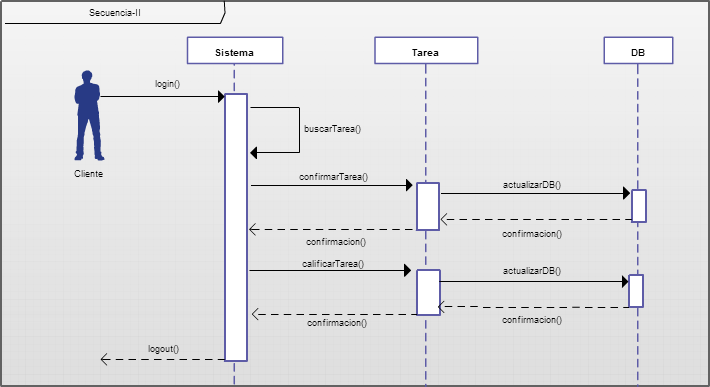 Secuencia-II
Sistema
Tarea
DB
login()
buscarTarea()
Cliente
confirmarTarea()
actualizarDB()
confirmacion()
confirmacion()
calificarTarea()
actualizarDB()
confirmacion()
confirmacion()
logout()